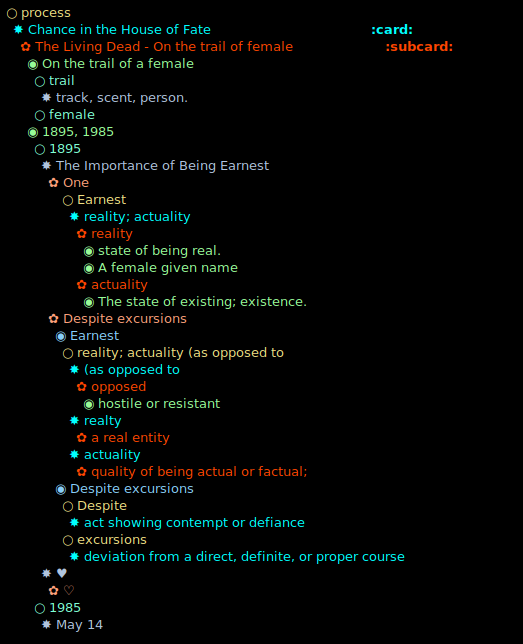 process
Chance in the House of Fate :card:
The Living Dead - On the trail of female :subcard:
On the trail of a female
trail
track, scent, person.
female
1895, 1985
1895
The Importance of Being Earnest
One
Earnest
reality; actuality
reality
state of being real.
A female given name
actuality
The state of existing; existence.
Despite excursions
Earnest
reality; actuality (as opposed to
(as opposed to
opposed
hostile or resistant
realty
a real entity
actuality
quality of being actual or factual;
Despite excursions
Despite
act showing contempt or defiance
excursions
deviation from a direct, definite, or proper course
♥
♡
1985
May 14